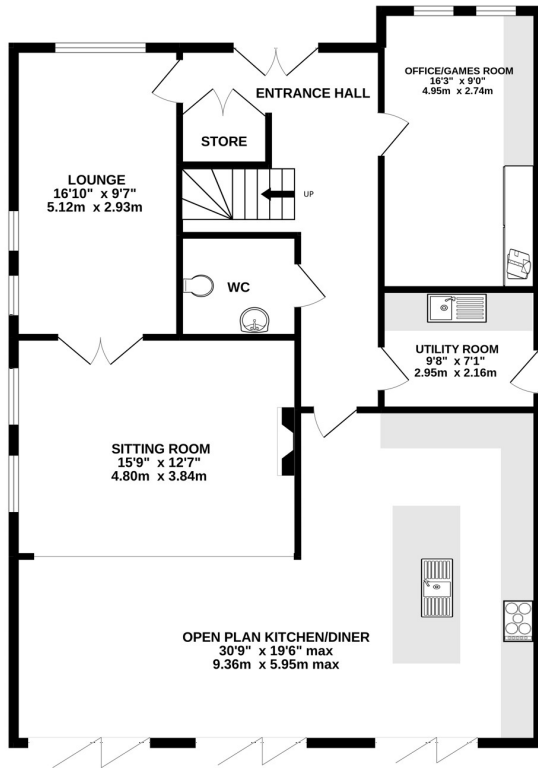 OFFICE/GAMES ROOM
16'3" x 9'0"
4.95m x 2.74m
ENTRANCE HALL
STORE
LOUNGE
16'10" x 9'7"
5.12m x 2.93m
UP
WC
UTILITY ROOM
9'8" x 7'1"
2.95m x 2.16m
SITTING ROOM
15'9" x 12'7"
4.80m x 3.84m
OPEN PLAN KITCHEN/DINER
30'9" x 19'6" max
9.36m x 5.95m max